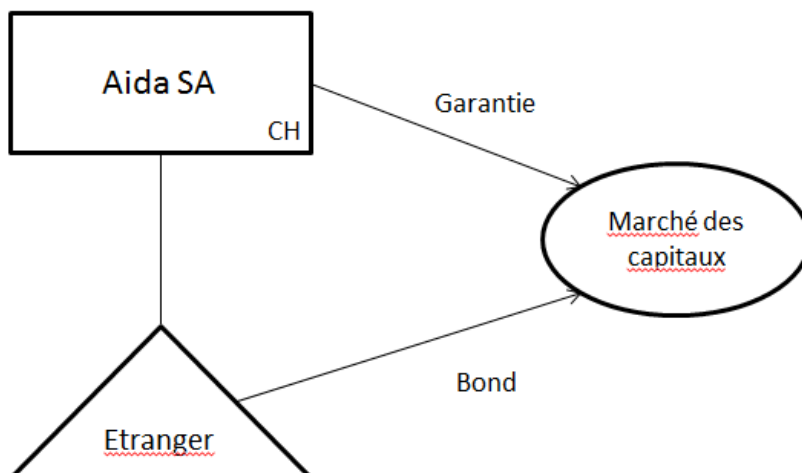 Aida SA
CH
Garantie
Marché des
capitaux
Bond
Etranger